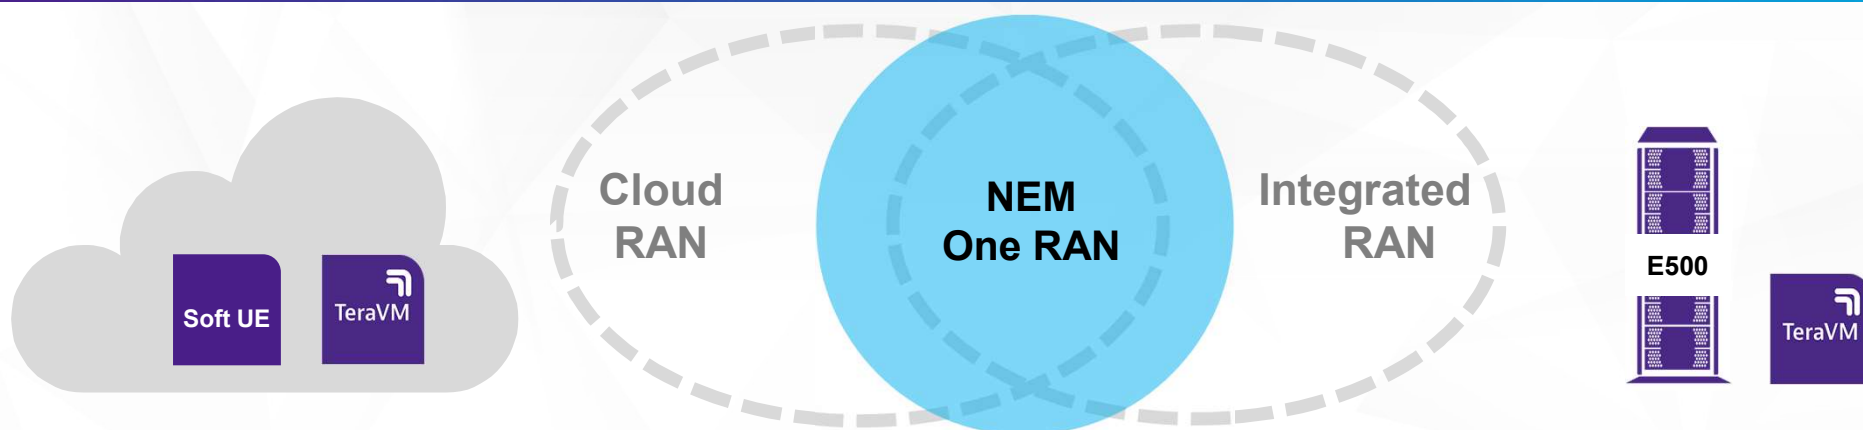 Soft UE
TeraVM
Cloud
RAN
NEM
One RAN
Integrated
RAN
E500
TeraVM